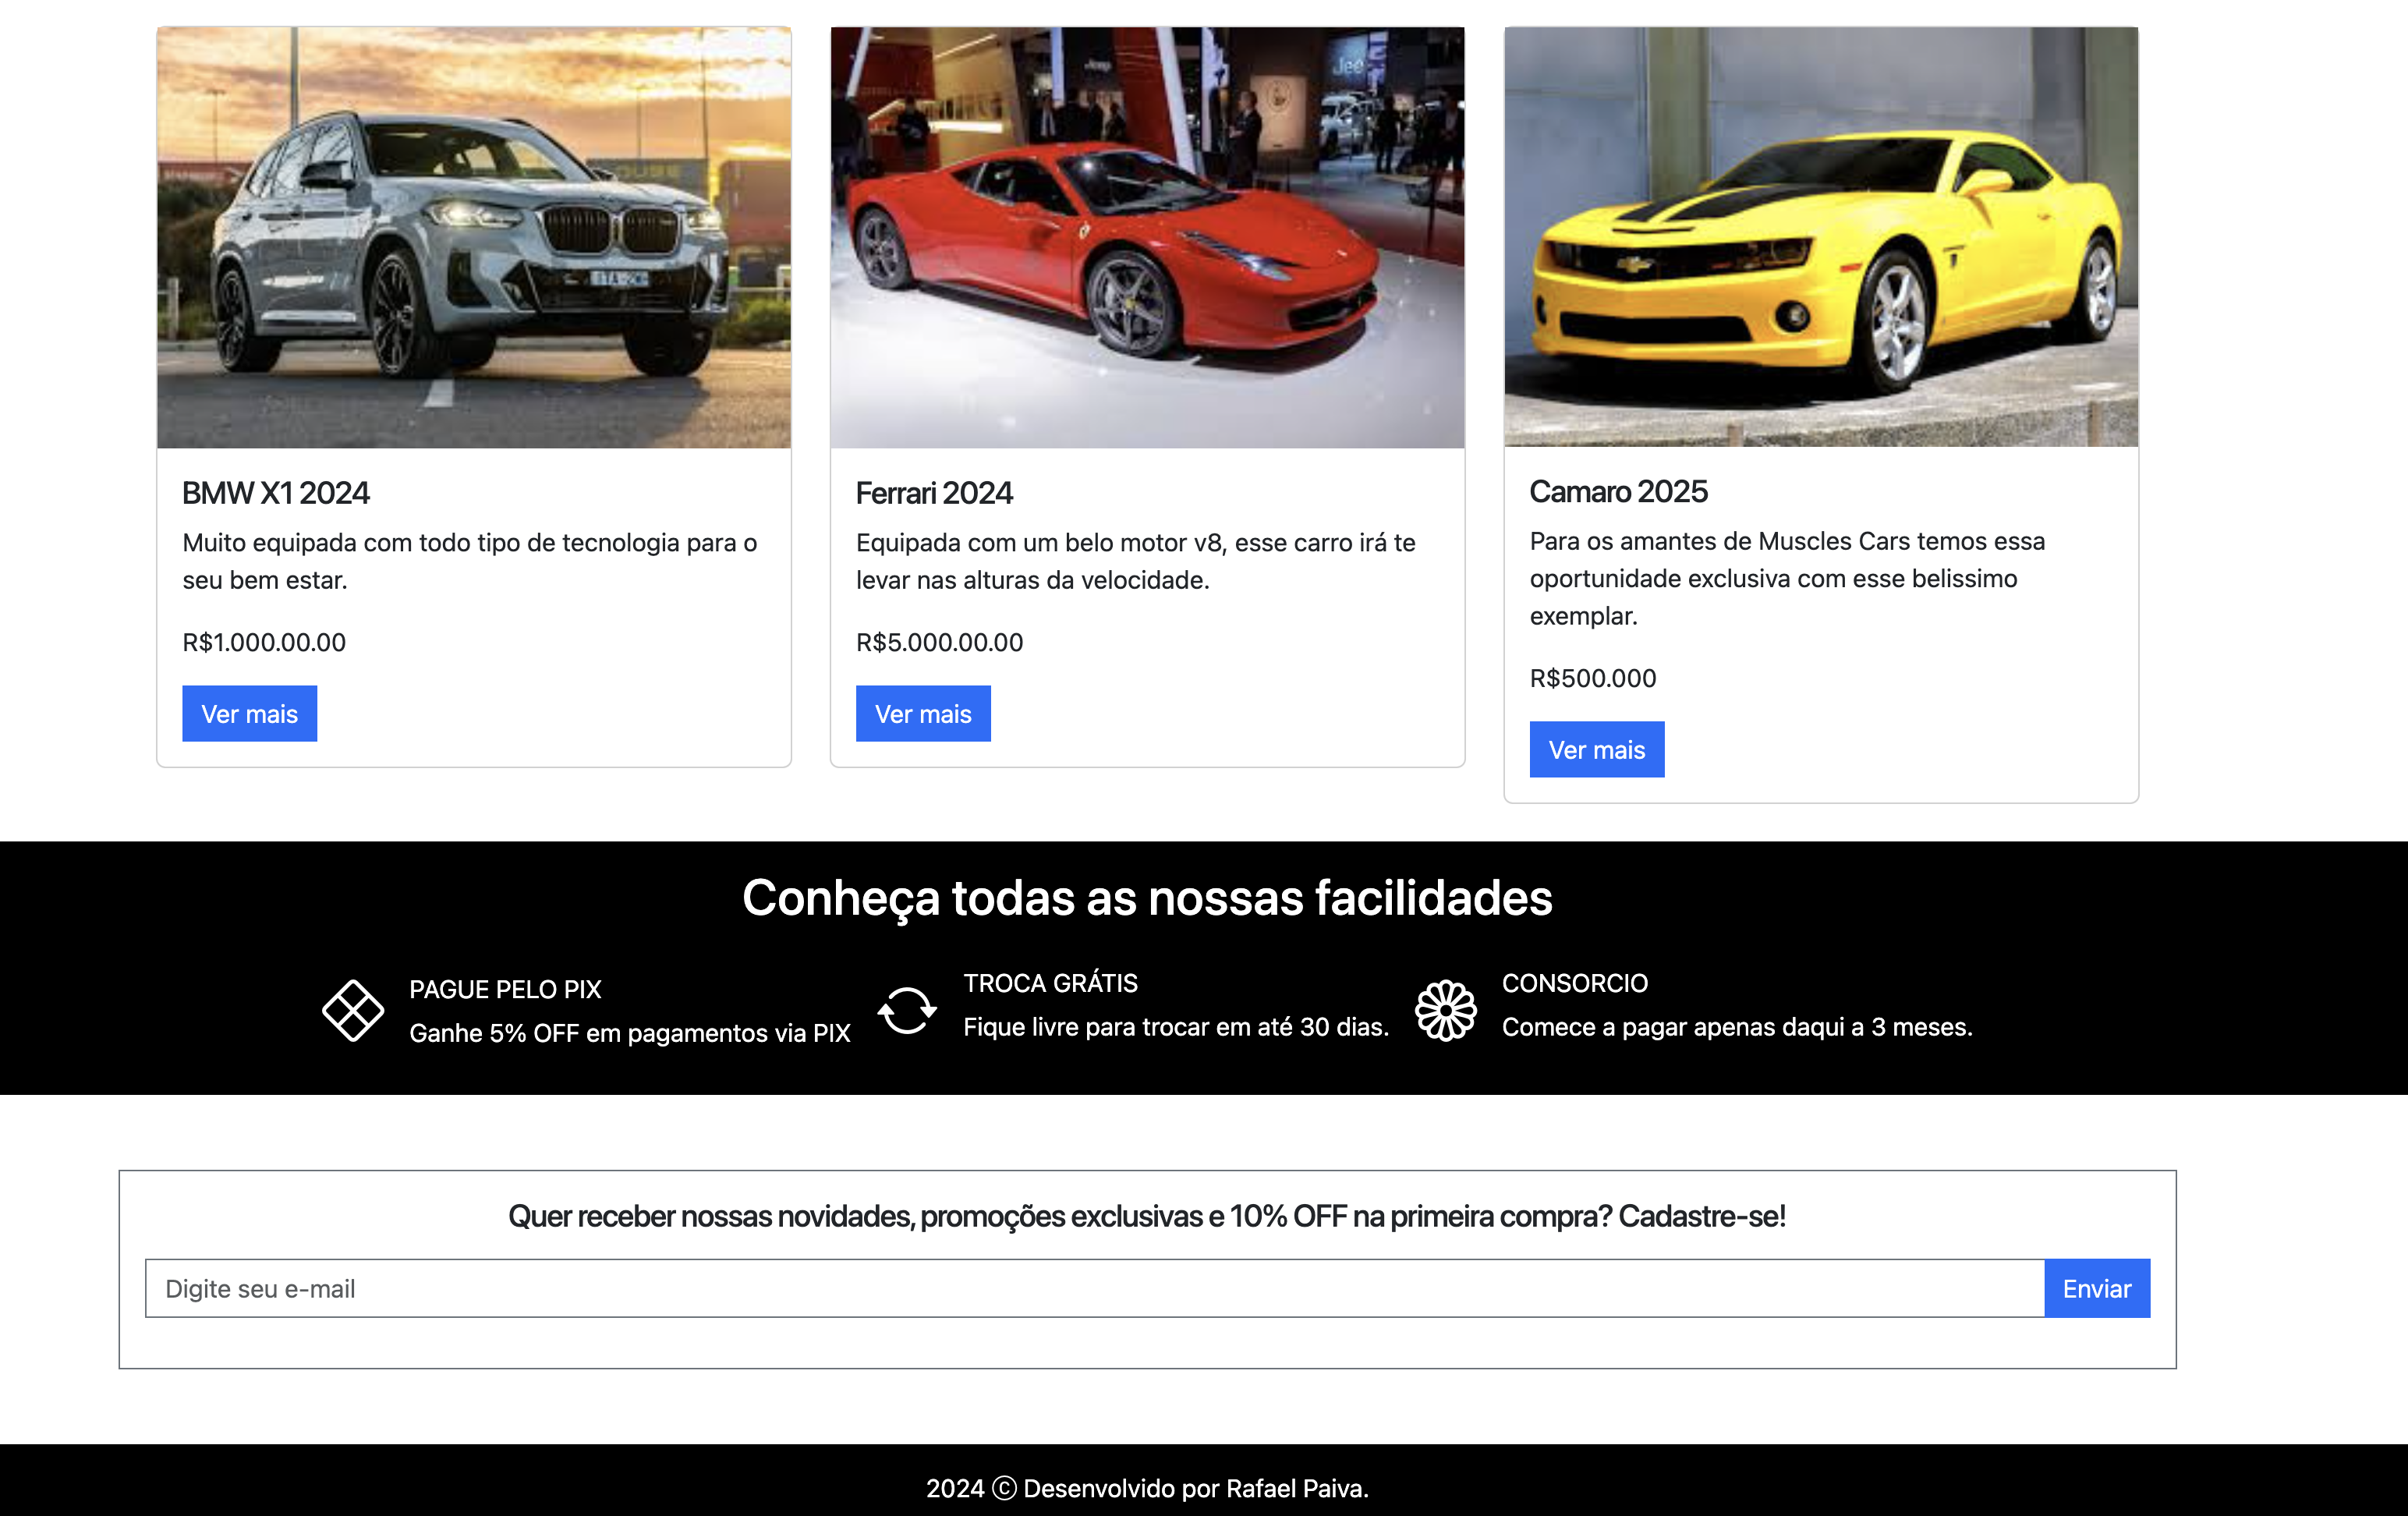 Jeep
Jee
BMW X1 2024
Muito equipada com todo tipo de tecnologia para o
seu bem estar.
R$1.000.00.00
Ver mais
Ferrari 2024
Equipada com um belo motor v8, esse carro irá te
levar nas alturas da velocidade.
R$5.000.00.00
Ver mais
Camaro 2025
Para os amantes de Muscles Cars temos essa
oportunidade exclusiva com esse belissimo
exemplar.
R$500.000
Ver mais
Conheça todas as nossas facilidades
PAGUE PELO PIX
Ganhe 5% OFF em pagamentos via PIX
TROCA GRÁTIS
Fique livre para trocar em até 30 dias.
CONSORCIO
Comece a pagar apenas daqui a 3 meses.
Quer receber nossas novidades, promoções exclusivas e 10% OFF na primeira compra? Cadastre-se!
Digite seu e-mail
Enviar
2024 © Desenvolvido por Rafael Paiva.